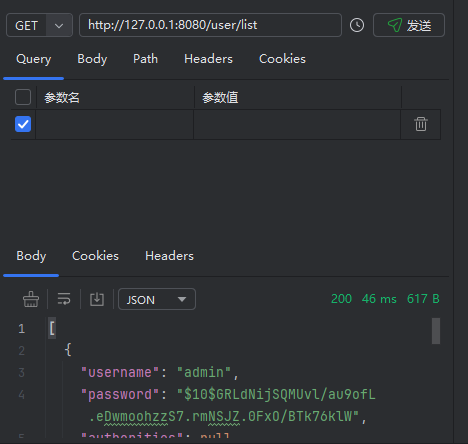 GET http://127.0.0.1:8080/user/list 发送
Query Body Path Headers Cookies
参数名 参数值
Body Cookies Headers
JSON 200 46 ms 617 B
1 [
2 {
3 "username": "admin",
4 "password": "$10$GRLdNijSQMUvl/au9ofL
.eDwmoohzzS7.rmNSJZ.0FxO/BTk76klW",
5 "authorities": null